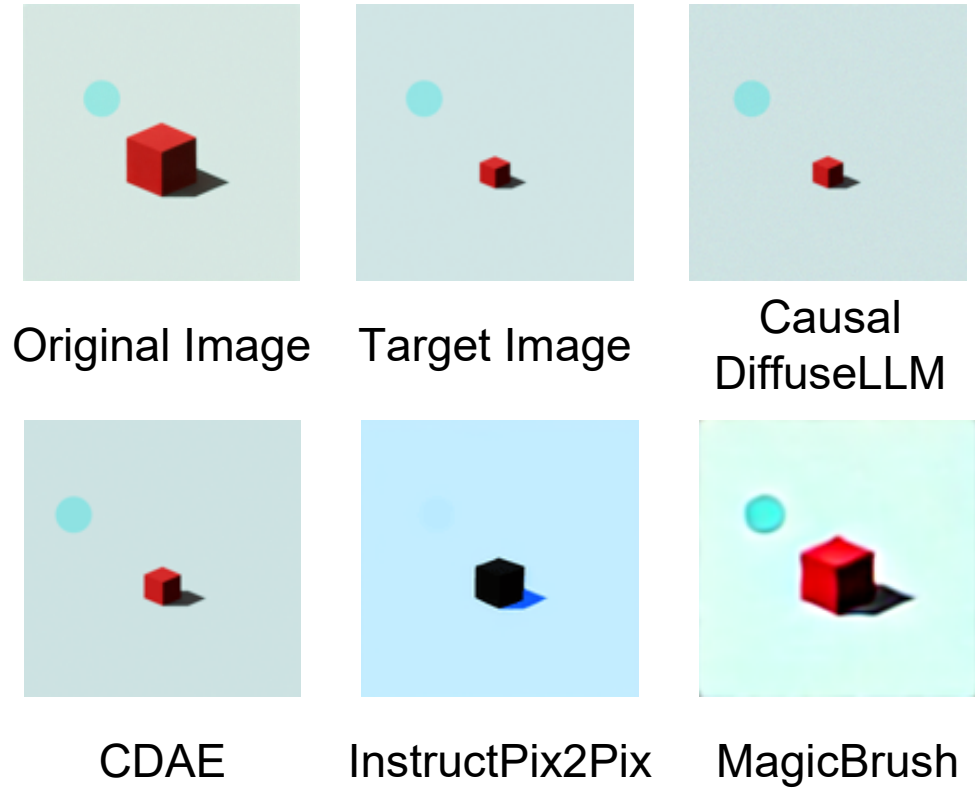 Original Image
Target Image
Causal
DiffuseLLM
CDAE
InstructPix2Pix
MagicBrush